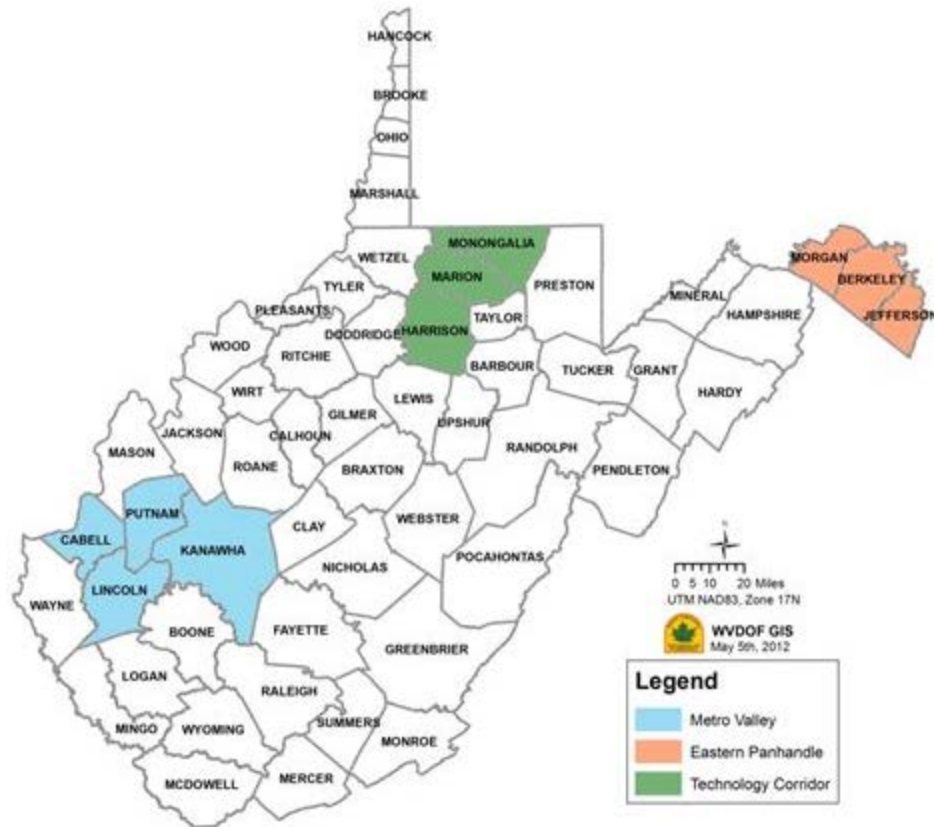 HANCOCK
BROOKE
OHIO
MARSHALL
WETZEL
MONONGALIA
MORGAN
MARION
BERKELEY
TYLER
PRESTON
MINERAL
PLEASANTS
HAMPSHIRE
JEFFERSON
DODDRIDGE
HARRISON
TAYLOR
WOOD
RITCHIE
BARBOUR
TUCKER
GRANT
WIRT
HARDY
LEWIS
GILMER
UPSHUR
JACKSON
CALHOUN
RANDOLPH
MASON
ROANE
BRAXTON
PENDLETON
PUTNAM
CLAY
WEBSTER
CABELL
KANAWHA
POCAHONTAS
NICHOLAS
LINCOLN
WAYNE
BOONE
FAYETTE
GREENBRIER
LOGAN
RALEIGH
MINGO
WYOMING
SUMMERS
MONROE
MCDOWELL
MERCER
0 5 10 20 Miles
UTM NAD83, Zone 17N
WVDOF GIS
May 5th, 2012
Legend
Metro Valley
Eastern Panhandle
Technology Corridor